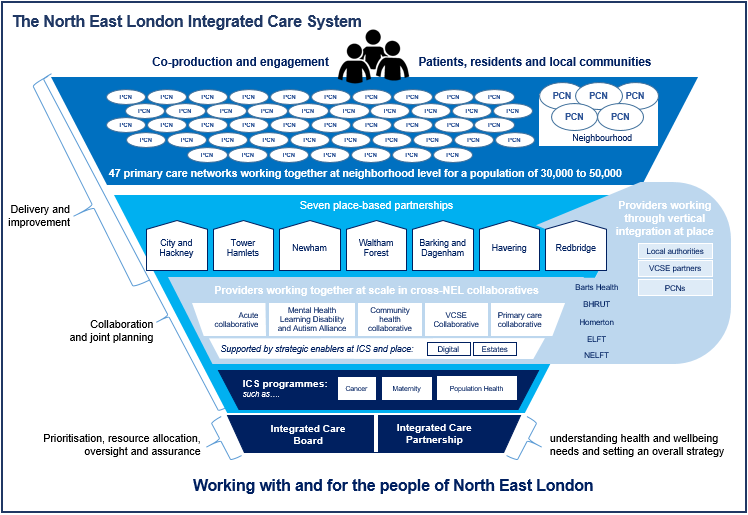 The North East London Integrated Care System
Co-production and engagement
Patients, residents and local communities
PCN PCN PCN PCN PCN PCN PCN PCN PCN PCN
PCN PCN PCN PCN PCN PCN PCN PCN PCN PCN
PCN PCN PCN PCN PCN PCN PCN PCN PCN PCN
PCN PCN PCN PCN PCN PCN PCN PCN PCN PCN
PCN PCN PCN PCN PCN PCN PCN PCN
PCN PCN PCN
PCN PCN
Neighbourhood
47 primary care networks working together at neighborhood level for a population of 30,000 to 50,000
Delivery and
improvement
Seven place-based partnerships
City and
Hackney
Tower
Hamlets
Newham
Waltham
Forest
Barking and
Dagenham
Havering
Redbridge
Providers working
through vertical
integration at place
Local authorities
VCSE partners
PCNs
Barts Health
BHRUT
Homerton
ELFT
NELFT
Collaboration
and joint planning
Providers working together at scale in cross-NEL collaboratives
Acute
collaborative
Mental Health
Learning Disability
and Autism Alliance
Community
health
collaborative
VCSE
Collaborative
Primary care
collaborative
Supported by strategic enablers at ICS and place:
Digital
Estates
ICS programmes:
such as….
Cancer
Maternity
Population Health
Prioritisation, resource allocation,
oversight and assurance
Integrated Care
Board
Integrated Care
Partnership
understanding health and wellbeing
needs and setting an overall strategy
Working with and for the people of North East London